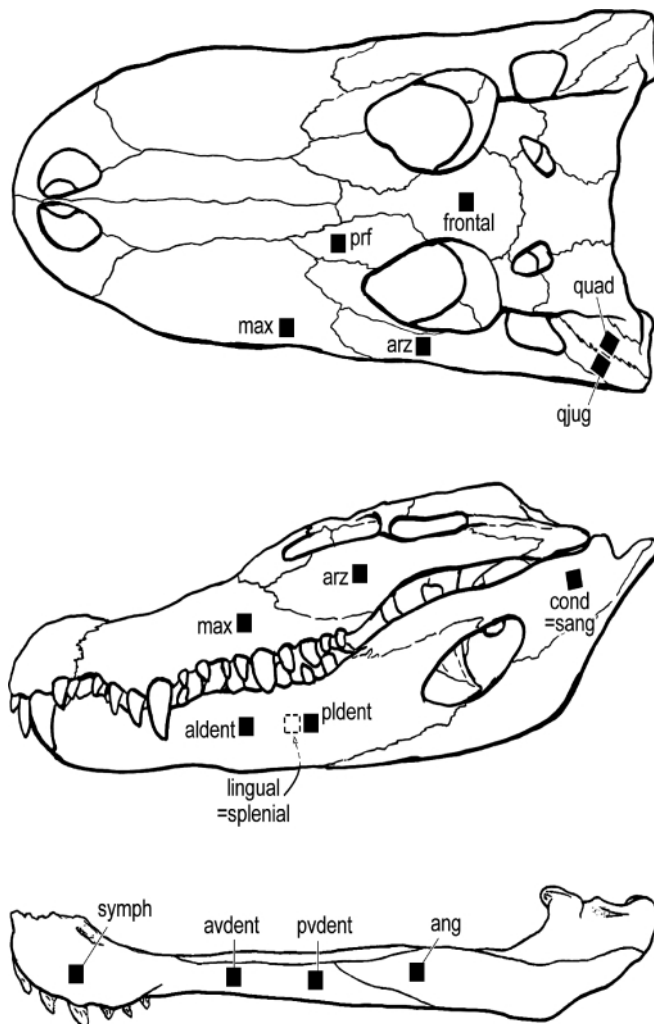 frontal
prf
quad
max
arz
qjug
arz
cond
=sang
max
pldent
aldent
lingual
=splenial
symph
avdent
pvdent
ang